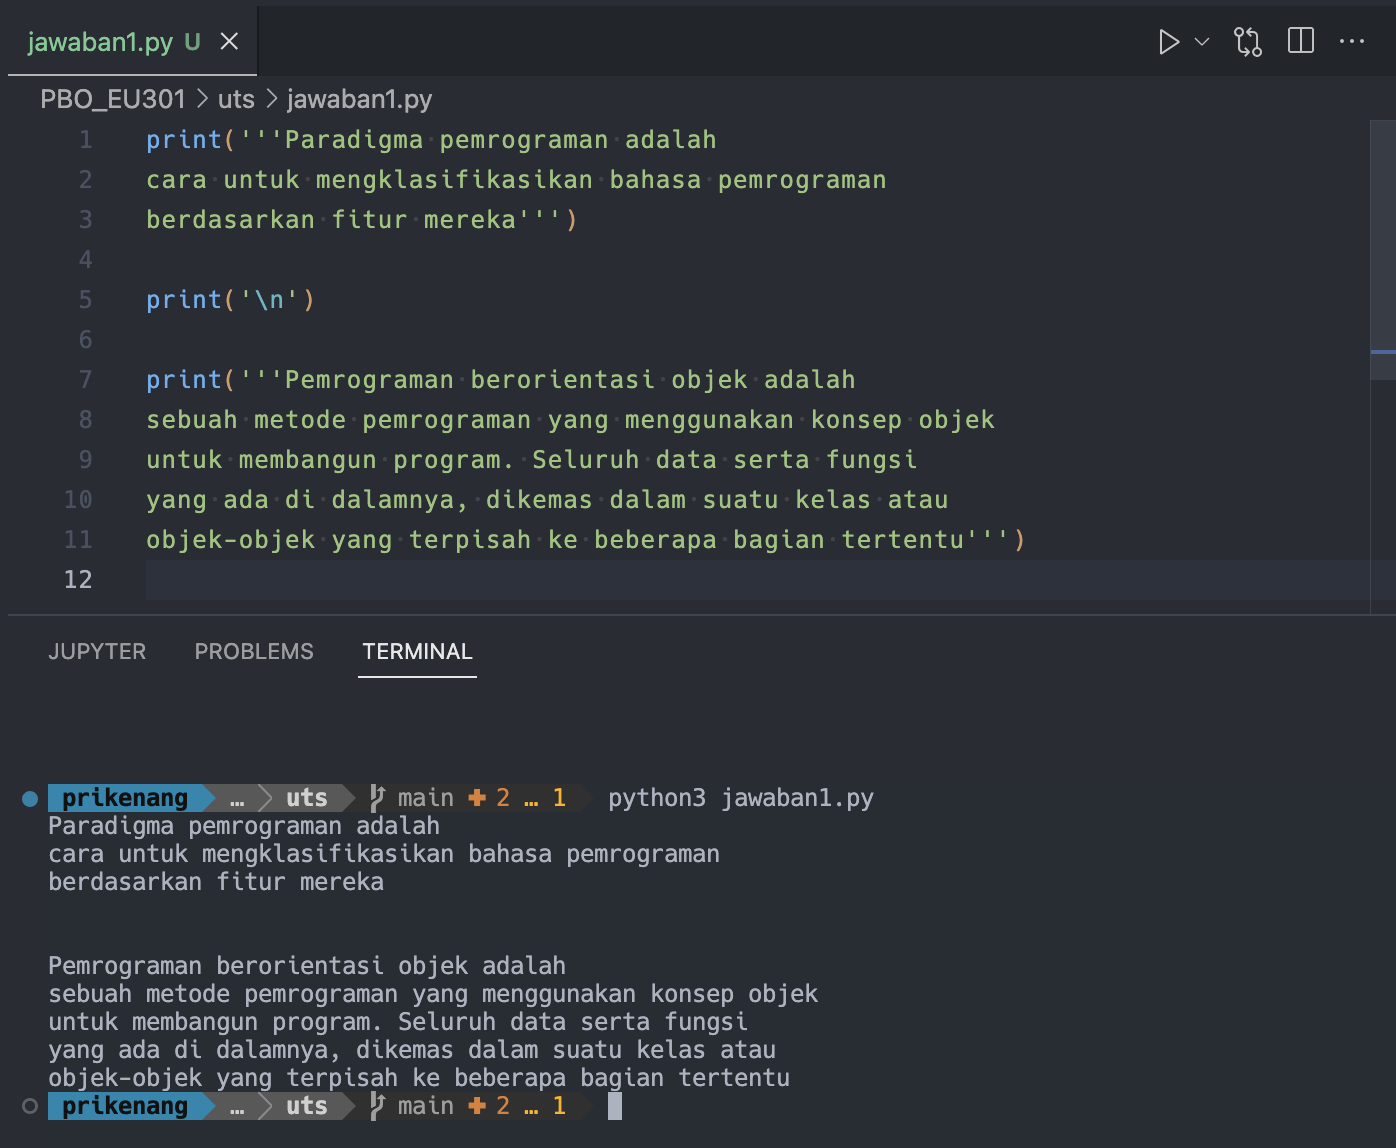 jawaban1.py U
PBO_EU301 > uts > jawaban1.py
1 print('''Paradigma pemrograman adalah
2 cara untuk mengklasifikasikan bahasa pemrograman
3 berdasarkan fitur mereka''')
4
5 print('\n')
6
7 print('''Pemrograman berorientasi objek adalah
8 sebuah metode pemrograman yang menggunakan konsep objek
9 untuk membangun program. Seluruh data serta fungsi
10 yang ada di dalamnya, dikemas dalam suatu kelas atau
11 objek-objek yang terpisah ke beberapa bagian tertentu''')
12
JUPYTER PROBLEMS TERMINAL
prikenang … uts main ✚ 2 … 1 python3 jawaban1.py
Paradigma pemrograman adalah
cara untuk mengklasifikasikan bahasa pemrograman
berdasarkan fitur mereka
Pemrograman berorientasi objek adalah
sebuah metode pemrograman yang menggunakan konsep objek
untuk membangun program. Seluruh data serta fungsi
yang ada di dalamnya, dikemas dalam suatu kelas atau
objek-objek yang terpisah ke beberapa bagian tertentu
prikenang … uts main ✚ 2 … 1